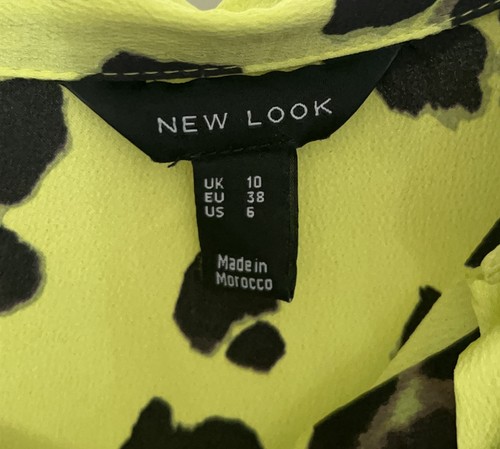 NEW LOOK
UK 10
EU 38
US 6
Made in
Morocco